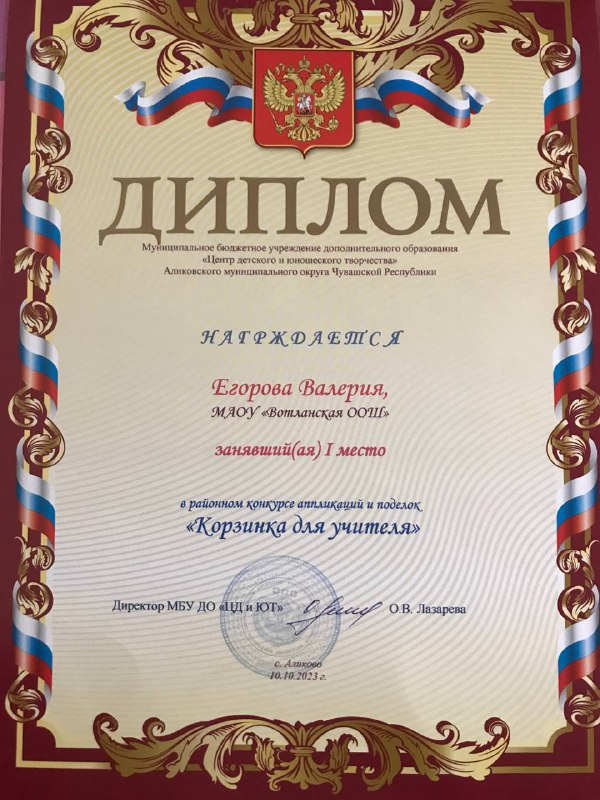 ДИПЛОМ
Муниципальное бюджетное учреждение дополнительного образования
«Центр детского и юношеского творчества»
Аликовского муниципального округа Чувашской Республики
НАГРЖДАЕТСЯ
Егорова Валерия,
МАОУ «Вотланская ООШ»
занявший(ая) I место
в районном конкурсе аппликаций и поделок
«Корзинка для учителя»
Директор МБУ ДО «ЦД и ЮТ» О.В. Лазарева
с. Аликово
10.10.2023 г.